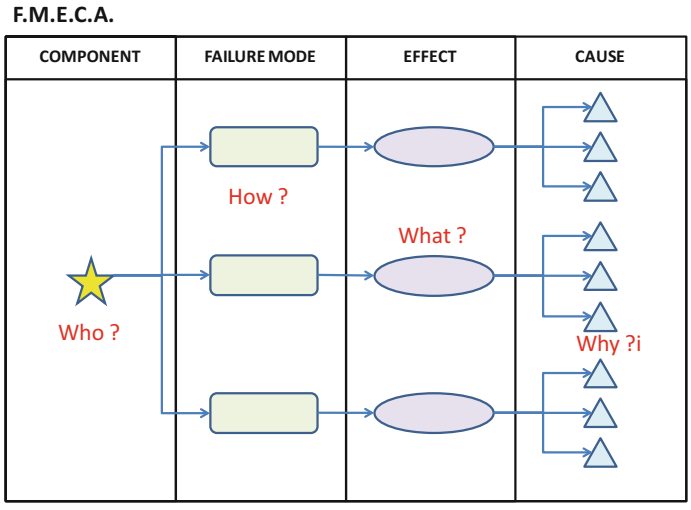 F.M.E.C.A.
COMPONENT FAILURE MODE EFFECT CAUSE
How ?
What ?
Who ?
Why ?i